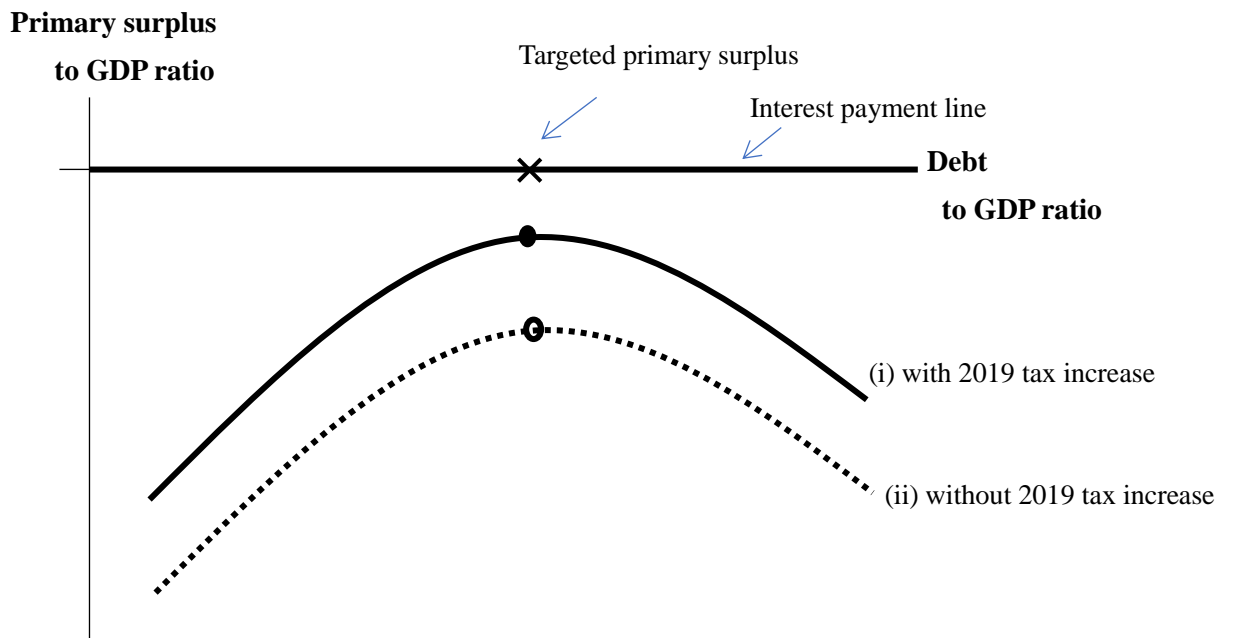 Primary surplus
to GDP ratio
Targeted primary surplus
Interest payment line
Debt
to GDP ratio
(i) with 2019 tax increase
(ii) without 2019 tax increase